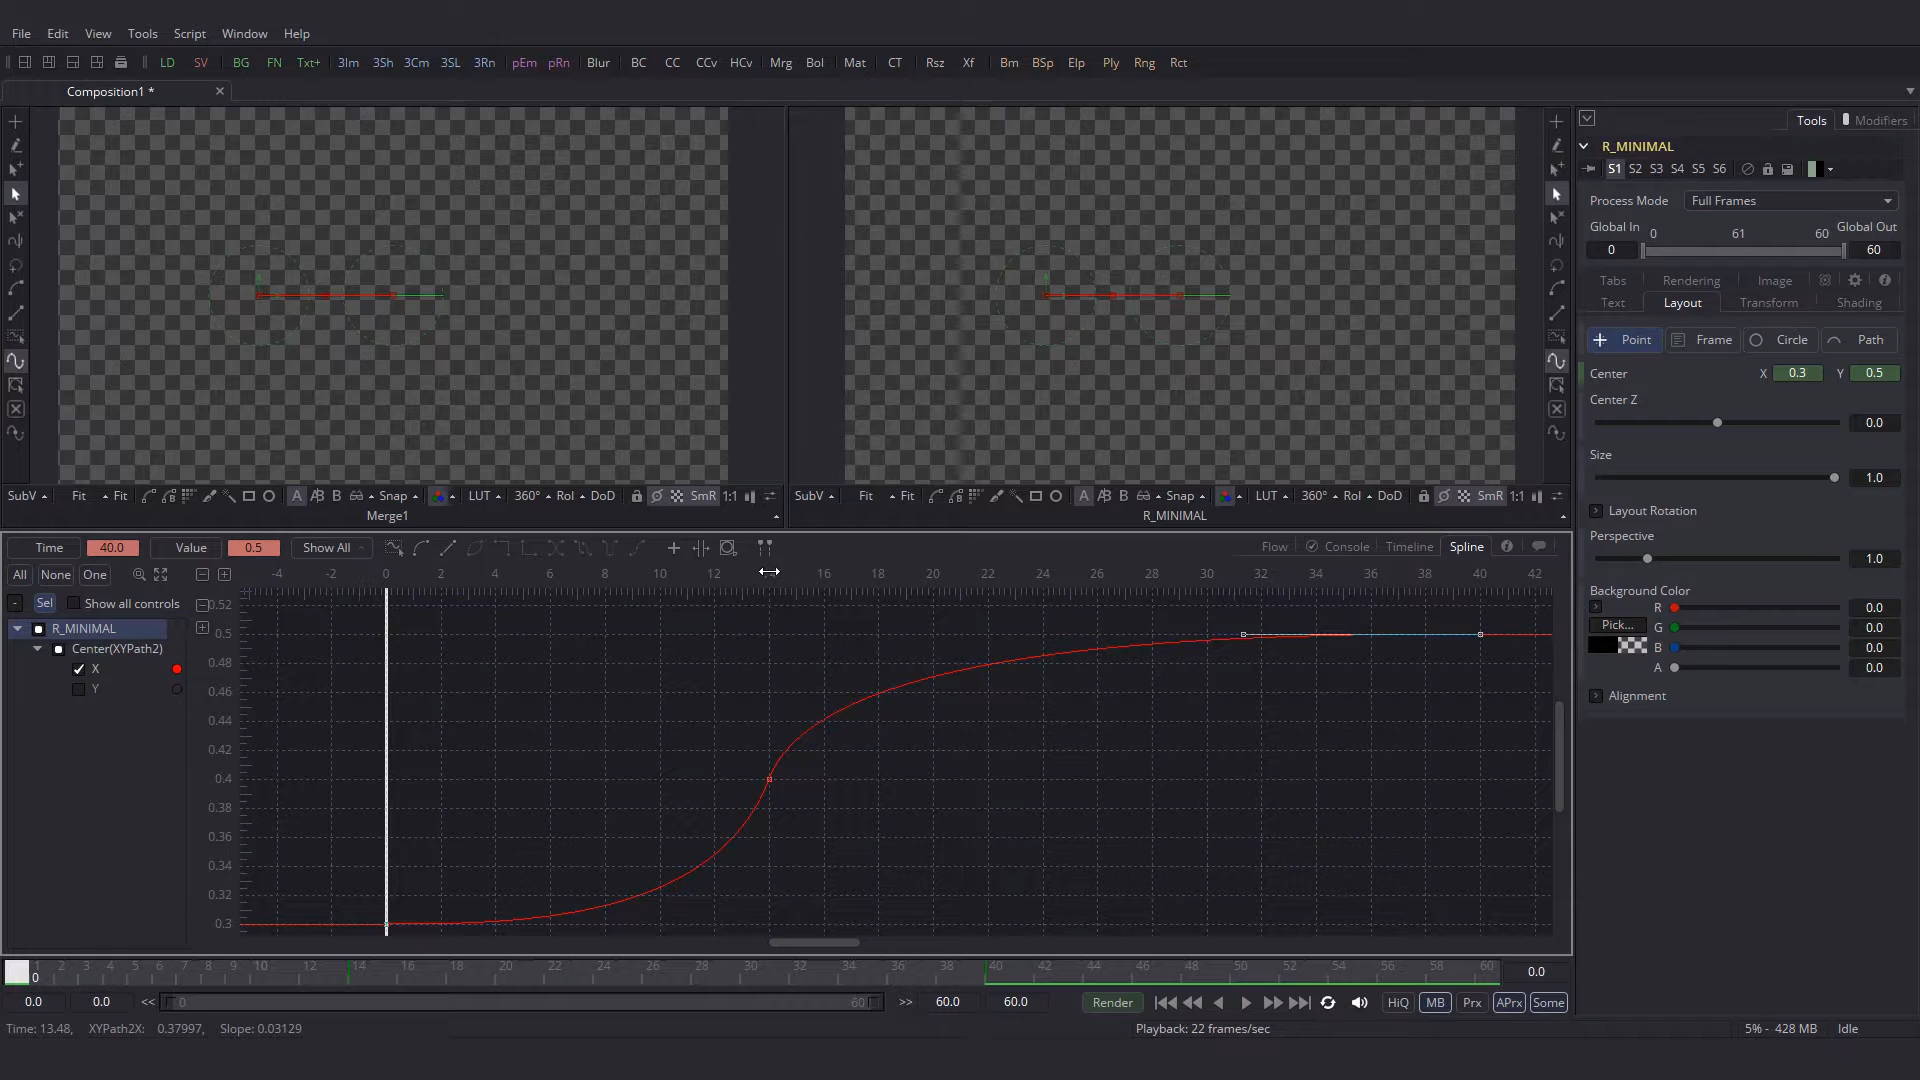 File Edit View Tools Script Window Help
LD SV BG FN Txt+ 3Im 3Sh 3Cm 3SL 3Rn pEm pRn Blur BC CC CCv HCv Mrg Bol Mat CT Rsz Xf Bm BSp Elp Ply Rng Rct
Composition1 *
Tools Modifiers
R_MINIMAL
S1 S2 S3 S4 S5 S6
Process Mode Full Frames
Global In 0 61 60 Global Out
0 60
Tabs Rendering Image
Text Layout Transform Shading
Point Frame Circle Path
Center X 0.3 Y 0.5
Center Z
0.0
Size
1.0
Layout Rotation
Perspective
1.0
Background Color
R 0.0
Pick... G 0.0
B 0.0
A 0.0
Alignment
SubV Fit Fit A B Snap LUT 360° RoI DoD SmR 1:1
Merge1
SubV Fit Fit A B Snap LUT 360° RoI DoD SmR 1:1
R_MINIMAL
Time 40.0 Value 0.5 Show All Flow Console Timeline Spline
All None One -4 -2 0 2 4 6 8 10 12 14 16 18 20 22 24 26 28 30 32 34 36 38 40 42
Sel Show all controls
R_MINIMAL
Center(XYPath2)
X
Y
0.52
0.5
0.48
0.46
0.44
0.42
0.4
0.38
0.36
0.34
0.32
0.3
0 1 2 3 4 5 6 7 8 9 10 12 14 16 18 20 22 24 26 28 30 32 34 36 38 40 42 44 46 48 50 52 54 56 58 60 0.0
0.0 0.0 << 0 60 >> 60.0 60.0 Render HiQ MB Prx APrx Some
Time: 13.48, XYPath2X: 0.37997, Slope: 0.03129 Playback: 22 frames/sec 5% - 428 MB Idle